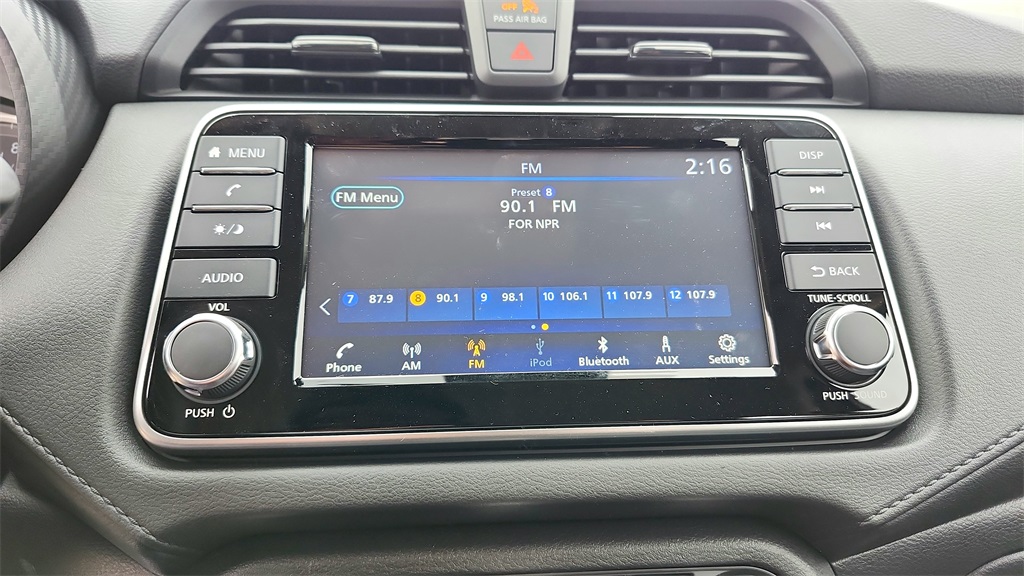 OFF
PASS AIR BAG
MENU
AUDIO
VOL
PUSH
FM
2:16
FM Menu
Preset 8
90.1 FM
FOR NPR
7 87.9 8 90.1 9 98.1 10 106.1 11 107.9 12 107.9
Phone AM FM iPod Bluetooth AUX Settings
DISP
BACK
TUNE-SCROLL
PUSH SOUND
8